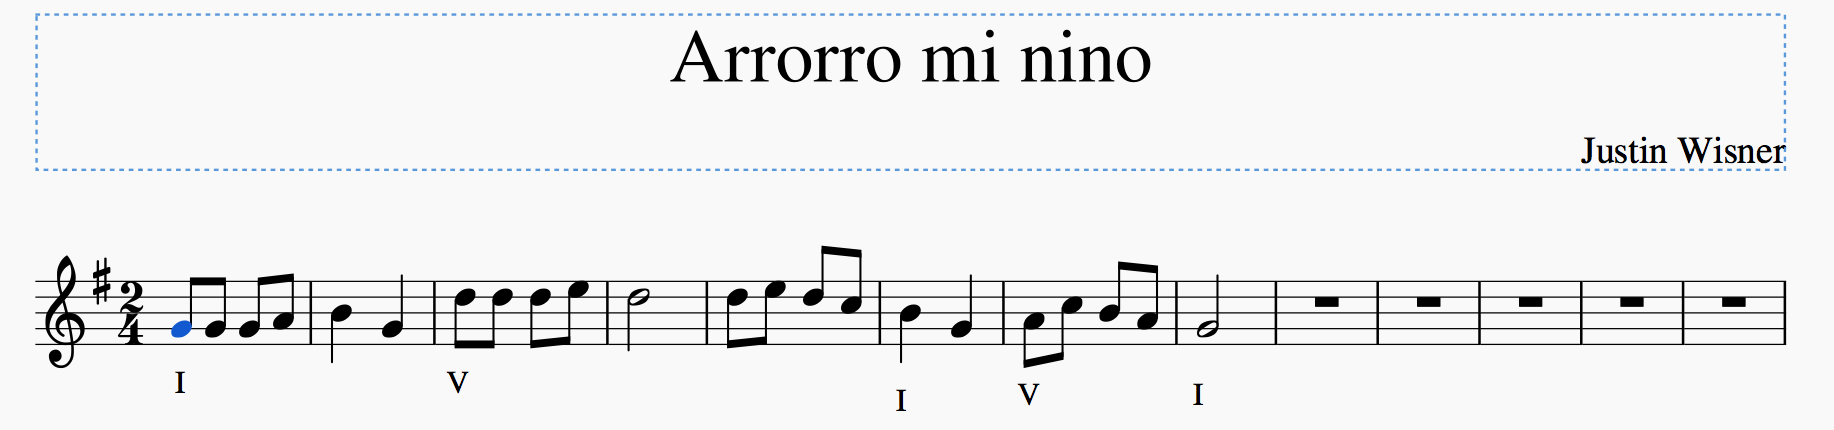 Arrorro mi nino
Justin Wisner
2
4
I V I V I